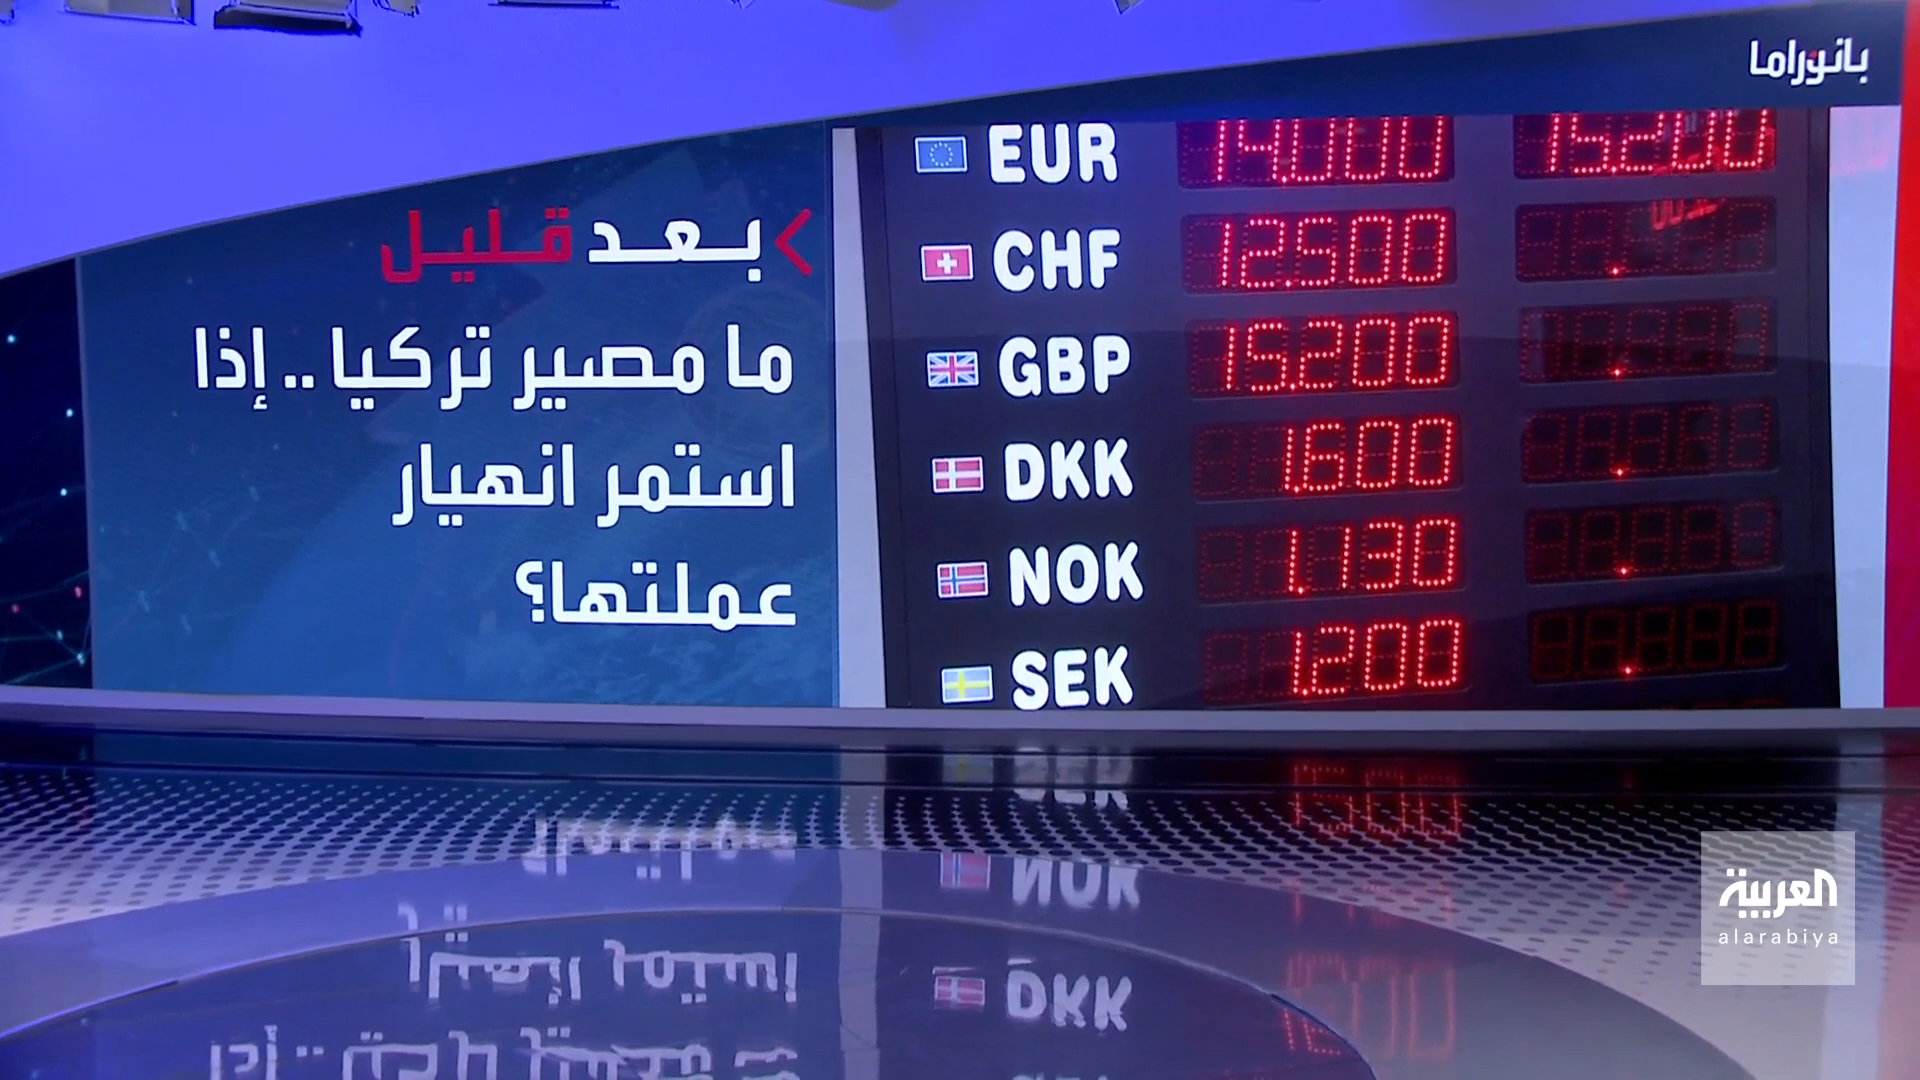 بانوراما
بعد قليل
ما مصير تركيا .. إذا
استمر انهيار
عملتها؟
EUR 14.000 15.200
CHF 12.500
GBP 15.200
DKK 1.600
NOK 1.130
SEK 1.200
العربية
alarabiya